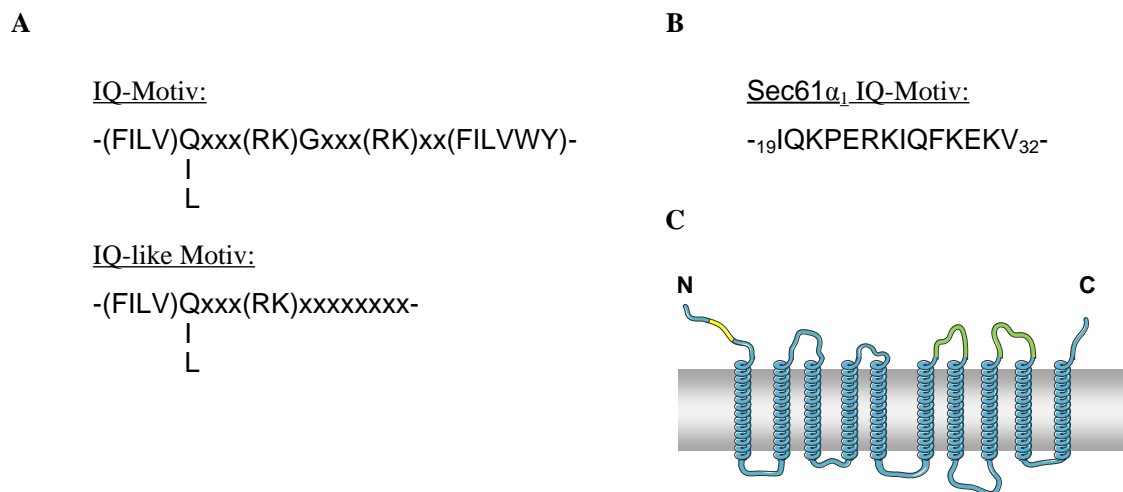 A
IQ-Motiv:
-(FILV)Qxxx(RK)Gxxx(RK)xx(FILVWY)-
I
L
IQ-like Motiv:
-(FILV)Qxxx(RK)xxxxxxxx-
I
L
B
Sec61α₁ IQ-Motiv:
-₁₉IQKPERKIQFKEKV₃₂-
C
N
C